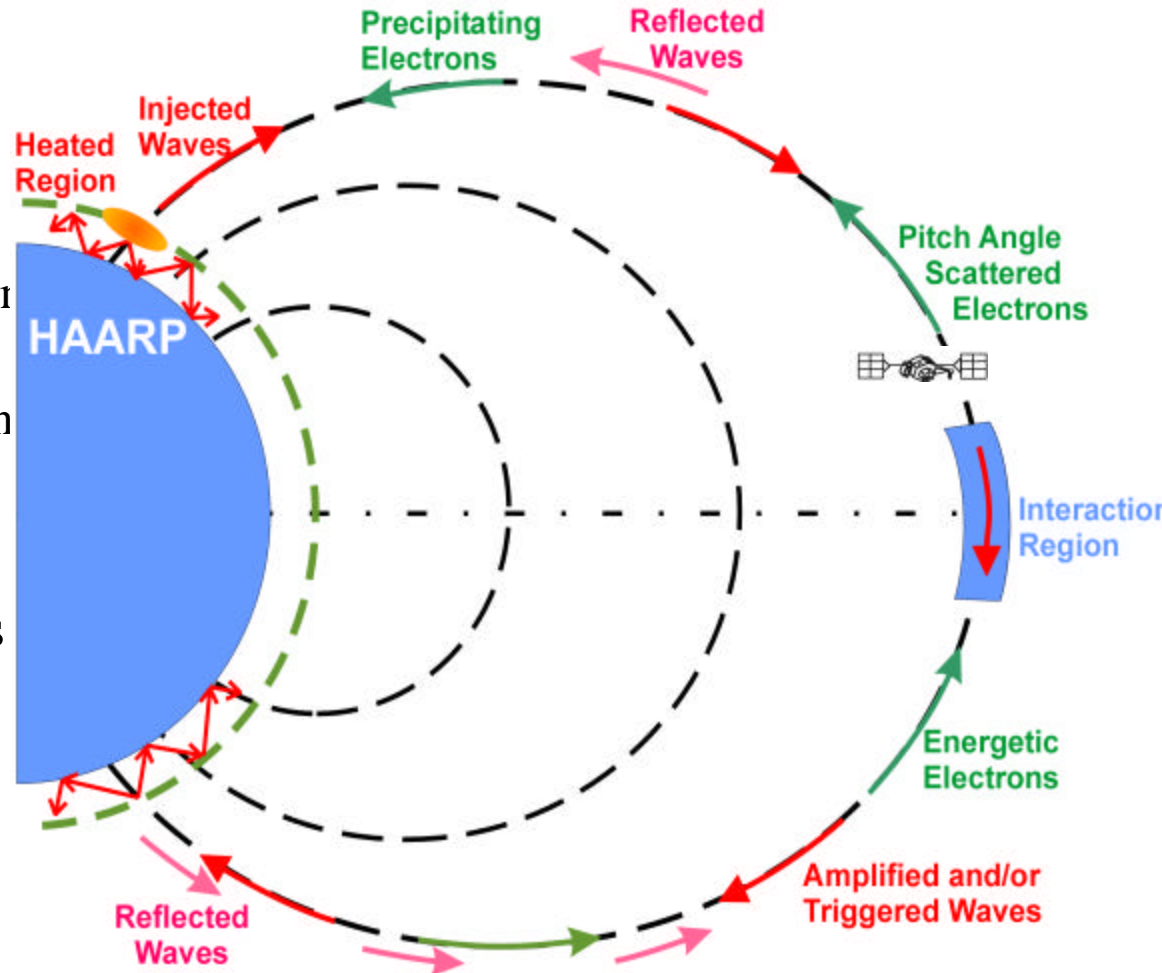 Precipitating
Electrons
Reflected
Waves
Injected
Waves
Heated
Region
Pitch Angle
Scattered
Electrons
HAARP
Interaction
Region
Energetic
Electrons
Amplified and/or
Triggered Waves
Reflected
Waves